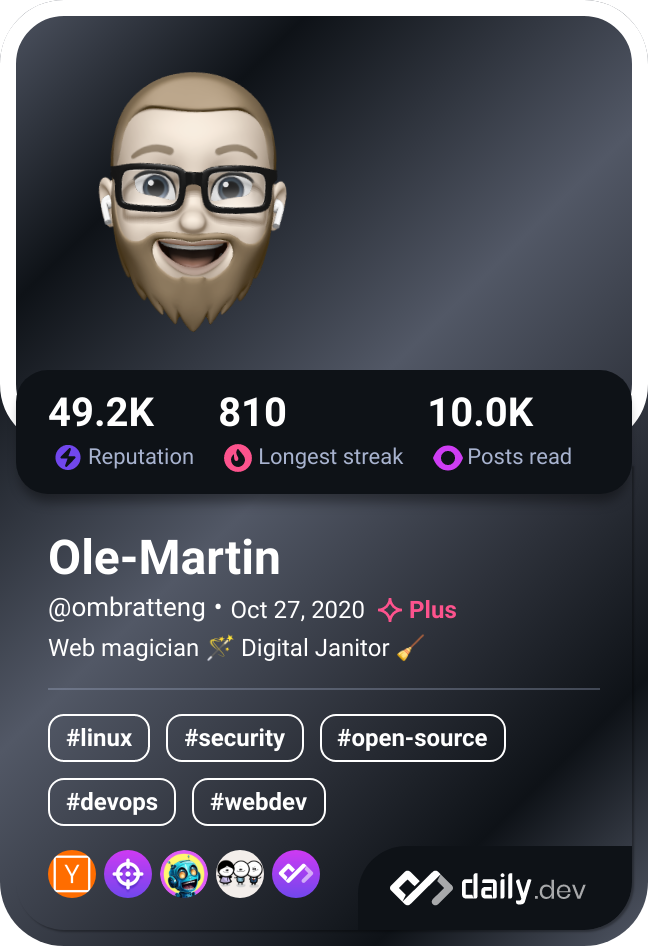 49.2K 810 10.0K
Reputation Longest streak Posts read
Ole-Martin
@ombratteng • Oct 27, 2020 Plus
Web magician 🪄 Digital Janitor 🧹
#linux #security #open-source
#devops #webdev
Y
daily.dev